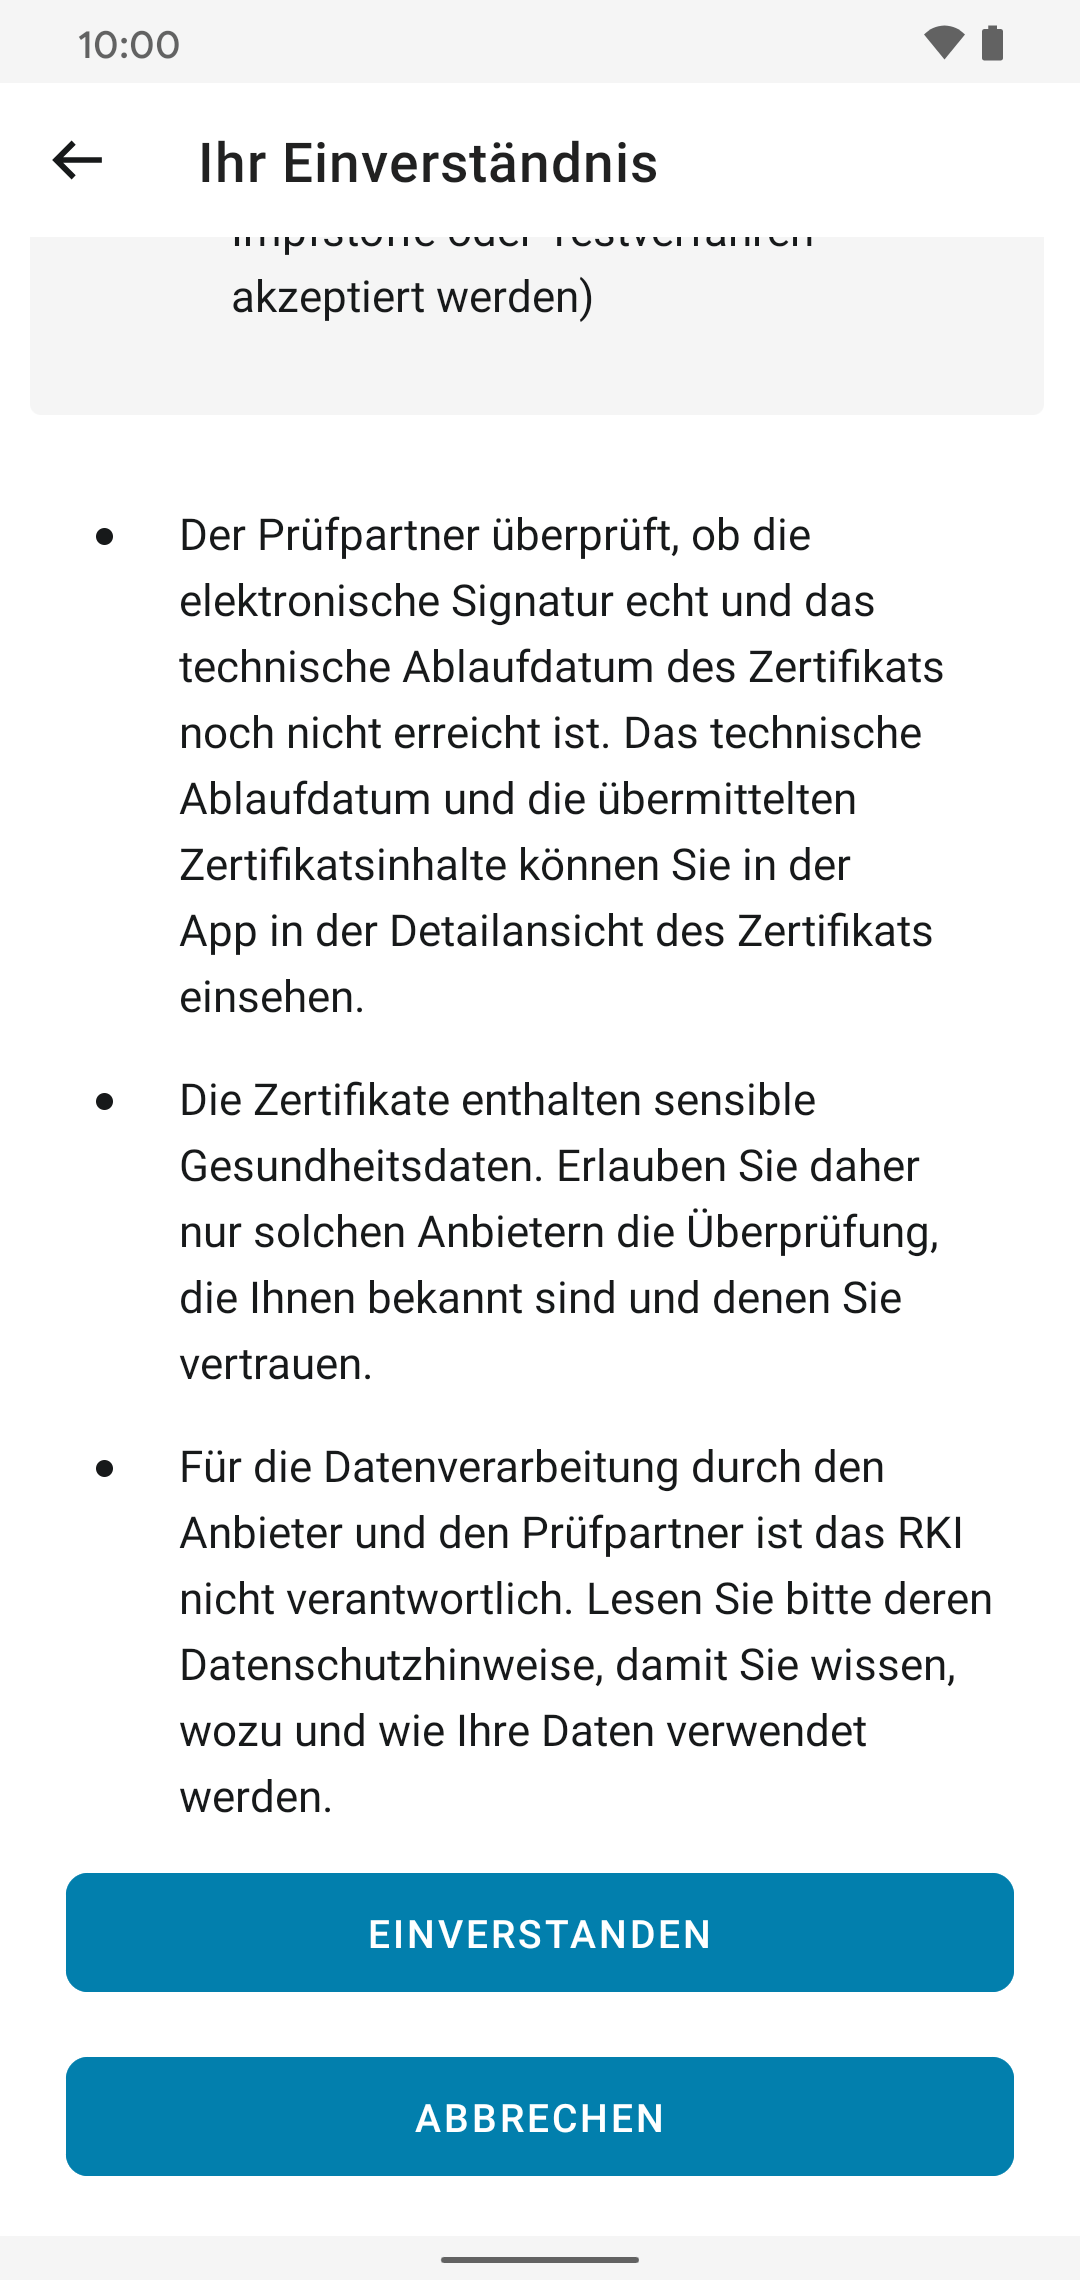 10:00
Ihr Einverständnis
Impfstoffe oder Testverfahren
akzeptiert werden)
Der Prüfpartner überprüft, ob die
elektronische Signatur echt und das
technische Ablaufdatum des Zertifikats
noch nicht erreicht ist. Das technische
Ablaufdatum und die übermittelten
Zertifikatsinhalte können Sie in der
App in der Detailansicht des Zertifikats
einsehen.
Die Zertifikate enthalten sensible
Gesundheitsdaten. Erlauben Sie daher
nur solchen Anbietern die Überprüfung,
die Ihnen bekannt sind und denen Sie
vertrauen.
Für die Datenverarbeitung durch den
Anbieter und den Prüfpartner ist das RKI
nicht verantwortlich. Lesen Sie bitte deren
Datenschutzhinweise, damit Sie wissen,
wozu und wie Ihre Daten verwendet
werden.
EINVERSTANDEN
ABBRECHEN